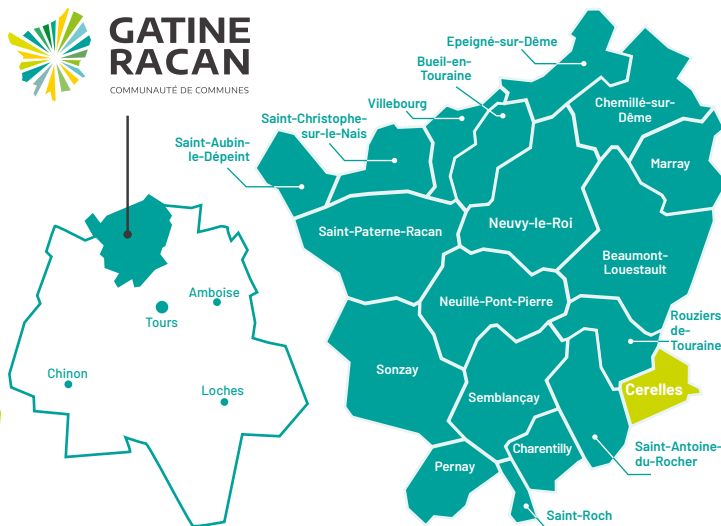 GATINE
RACAN
COMMUNAUTÉ DE COMMUNES
Epeigné-sur-Dême
Bueil-en-
Touraine
Villebourg
Chemillé-sur-
Dême
Saint-Christophe-
sur-le-Nais
Saint-Aubin-
le-Dépeint
Marray
Saint-Paterne-Racan
Neuvy-le-Roi
Beaumont-
Louestault
Neuillé-Pont-Pierre
Rouziers
de-
Touraine
Amboise
Tours
Chinon
Loches
Sonzay
Semblançay
Cerelles
Charentilly
Saint-Antoine-
du-Rocher
Pernay
Saint-Roch